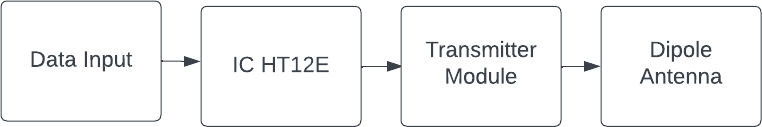 Data Input
IC HT12E
Transmitter
Module
Dipole
Antenna